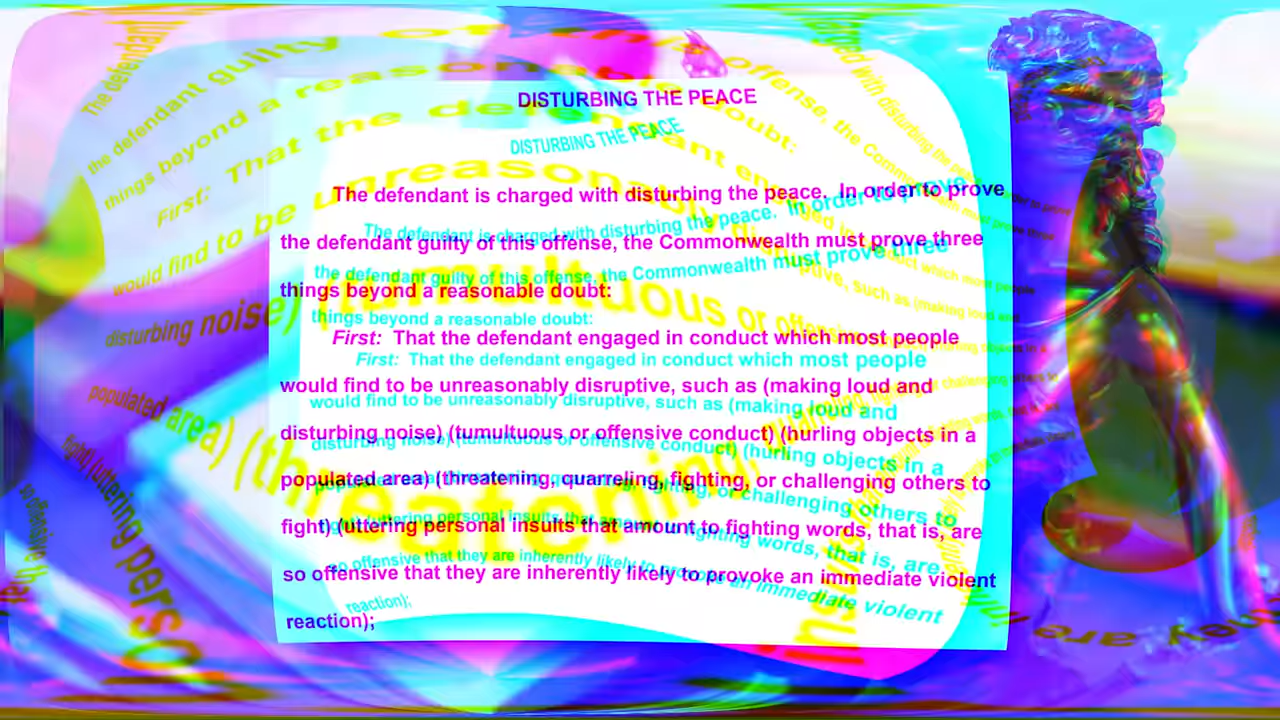 DISTURBING THE PEACE
The defendant is charged with disturbing the peace. In order to prove
the defendant guilty of this offense, the Commonwealth must prove three
things beyond a reasonable doubt:
First: That the defendant engaged in conduct which most people
would find to be unreasonably disruptive, such as (making loud and
disturbing noise) (tumultuous or offensive conduct) (hurling objects in a
populated area) (threatening, quarreling, fighting, or challenging others to
fight) (uttering personal insults that amount to fighting words, that is, are
so offensive that they are inherently likely to provoke an immediate violent
reaction);